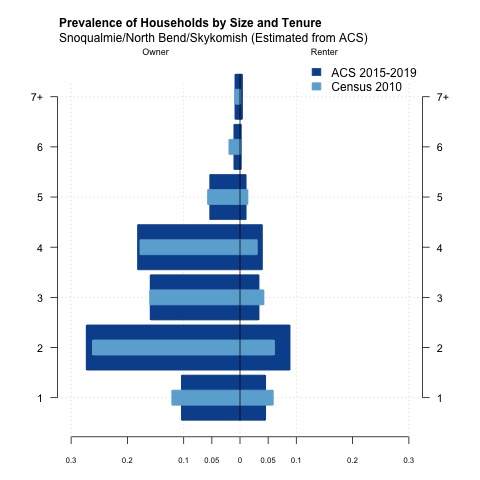 Prevalence of Households by Size and Tenure
Snoqualmie/North Bend/Skykomish (Estimated from ACS)
Owner Renter
ACS 2015-2019
Census 2010
7+ 7+
6 6
5 5
4 4
3 3
2 2
1 1
0.3 0.2 0.1 0.05 0 0.05 0.1 0.2 0.3